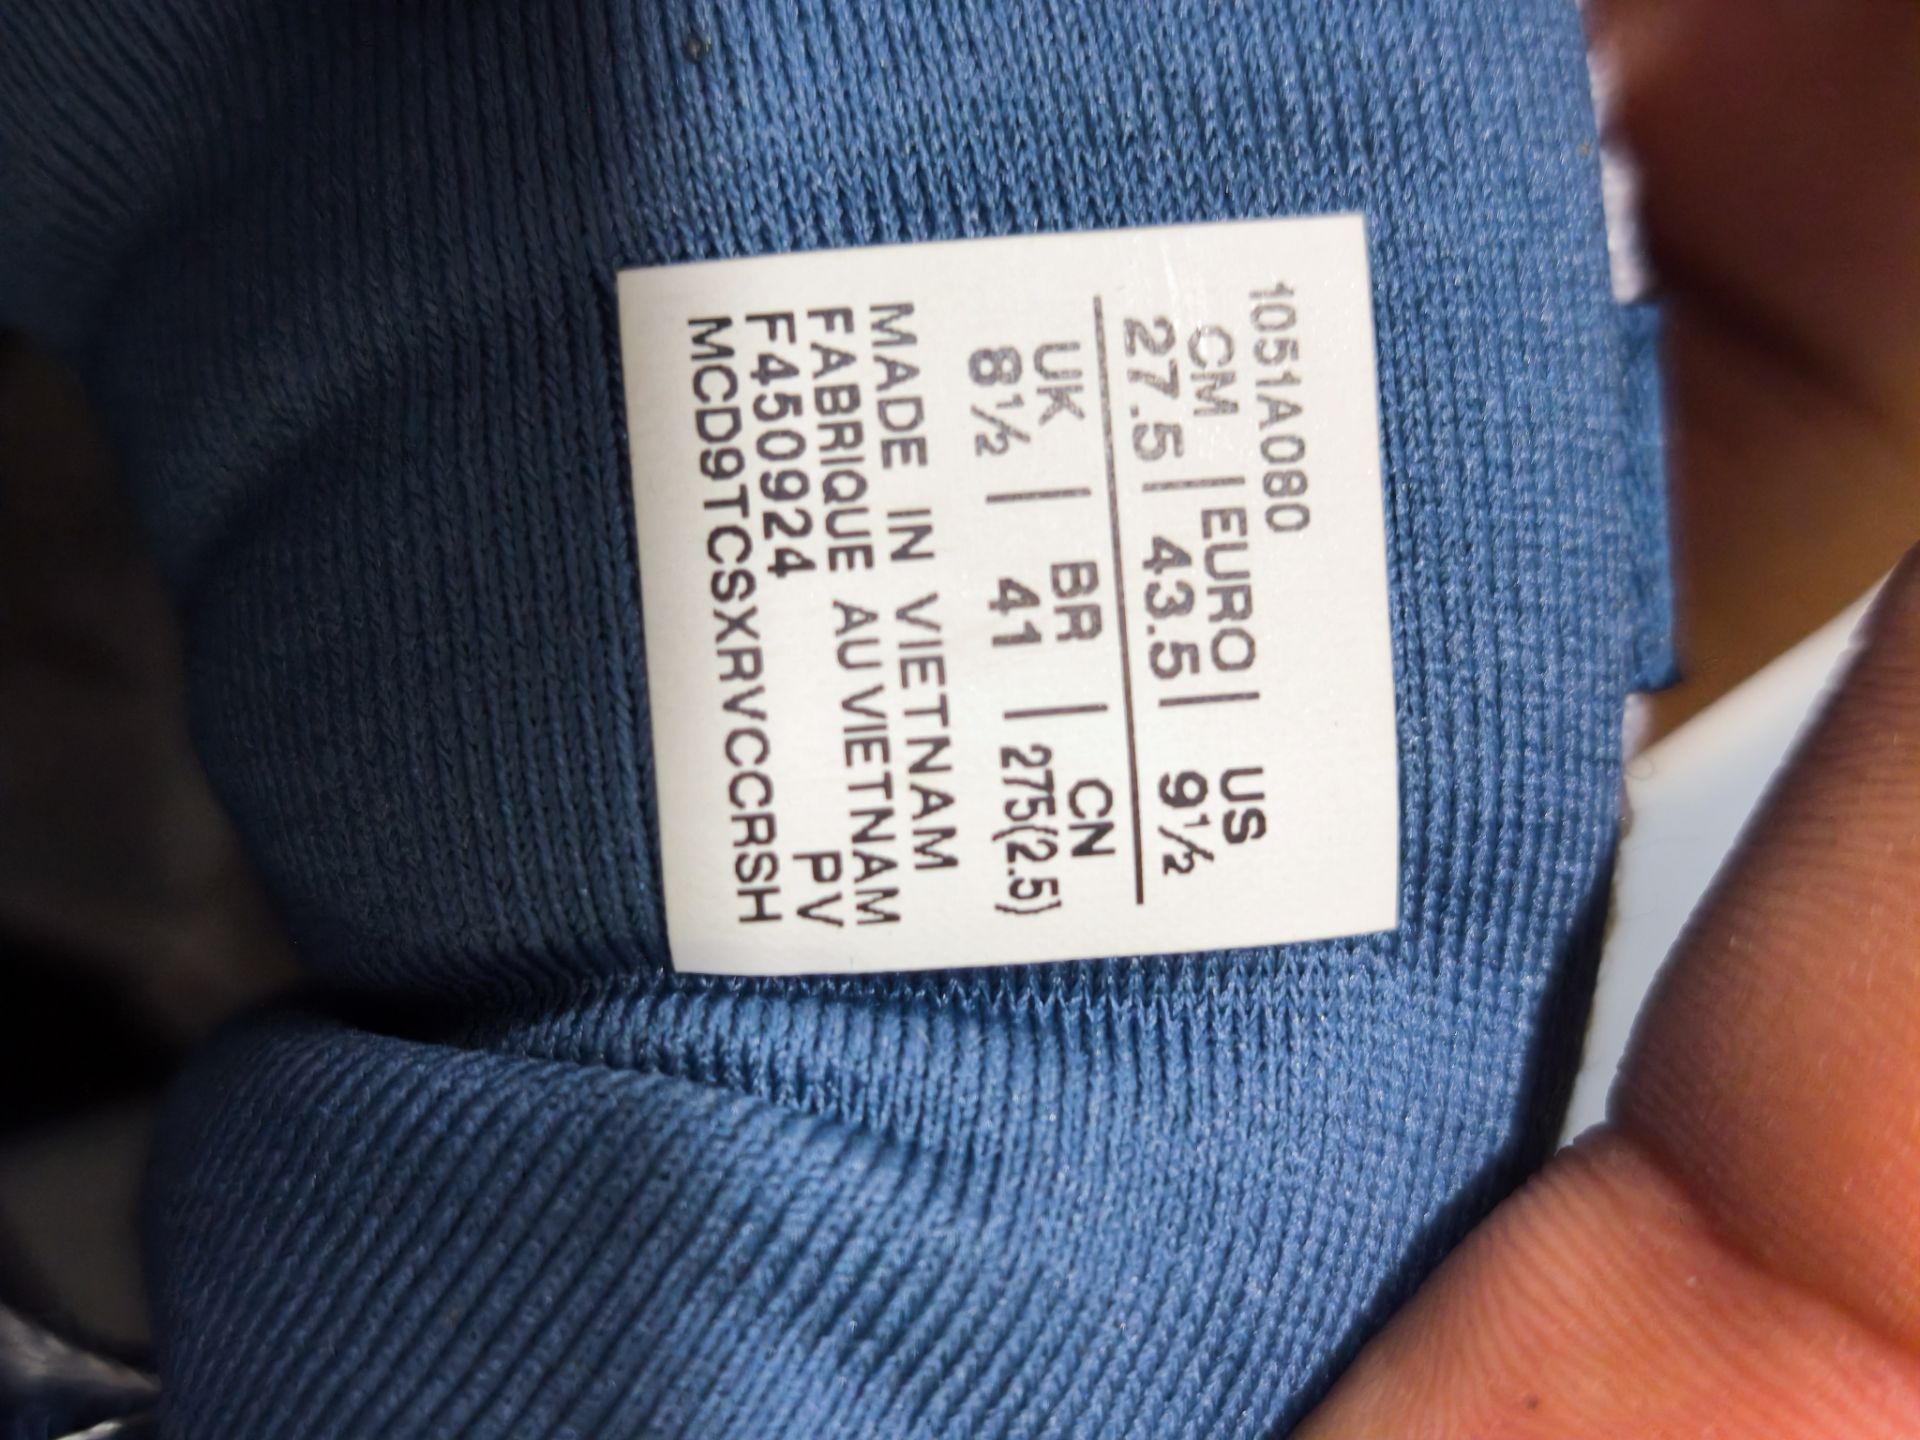 1051A080
CM | EURO | US
27.5 | 43.5 | 9½
UK | BR | CN
8½ | 41 | 275(2.5)
MADE IN VIETNAM
FABRIQUE AU VIETNAM
F450924 PV
MCD9TCSXRVCCRSH